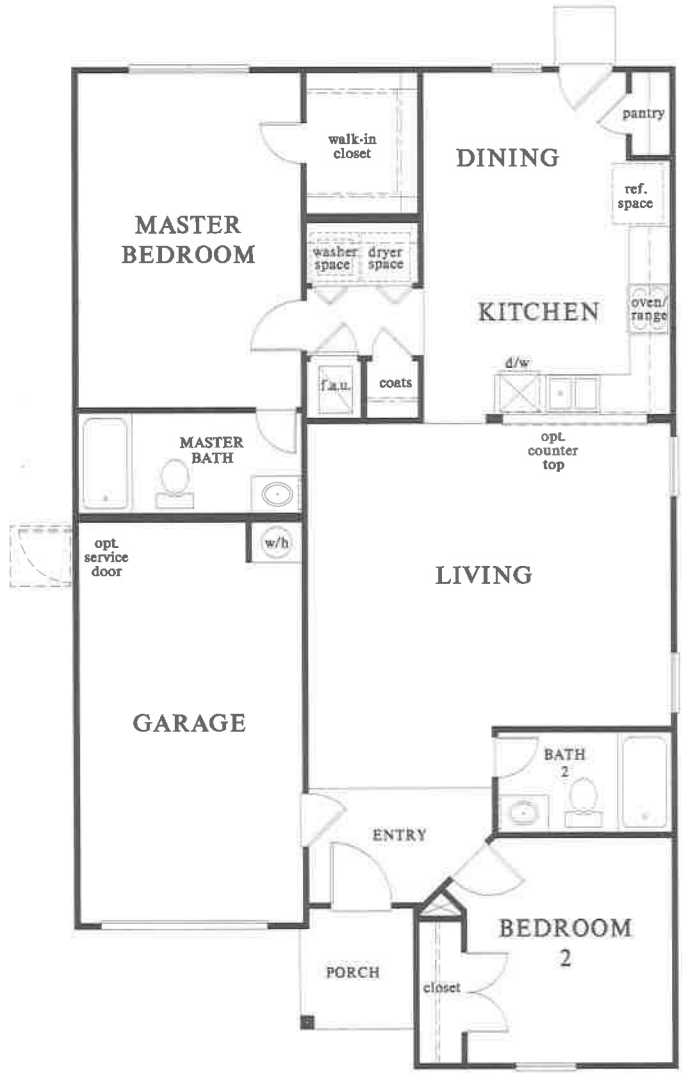 pantry
walk-in
closet
DINING
ref.
space
MASTER
BEDROOM
washer
space
dryer
space
oven/
range
KITCHEN
d/w
f.a.u.
coats
MASTER
BATH
opt.
counter
top
opt.
service
door
w/h
LIVING
GARAGE
BATH
2
ENTRY
BEDROOM
2
PORCH
closet